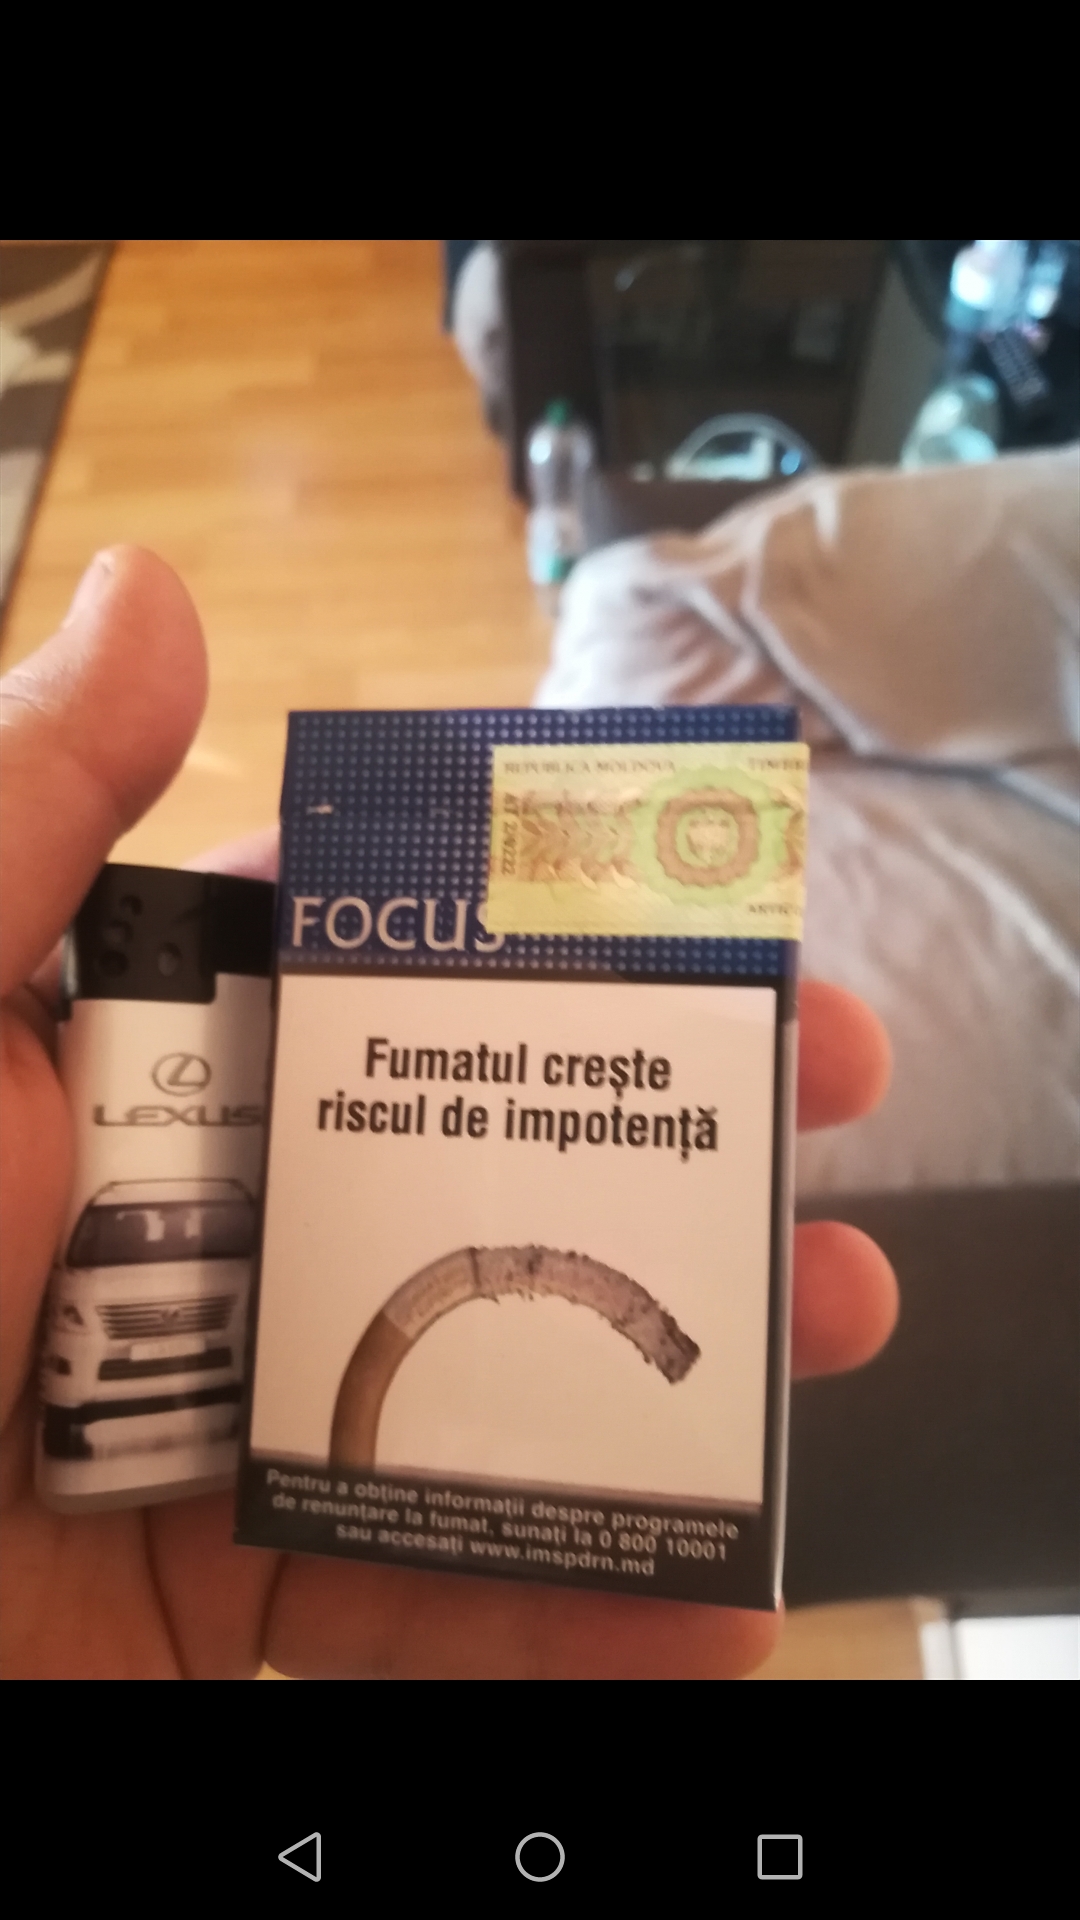 REPUBLICA MOLDOVA
FOCUS
LEXUS
Fumatul crește
riscul de impotență
Pentru a obține informații despre programele
de renunțare la fumat, sunați la 0 800 10001
sau accesați www.imspdrn.md